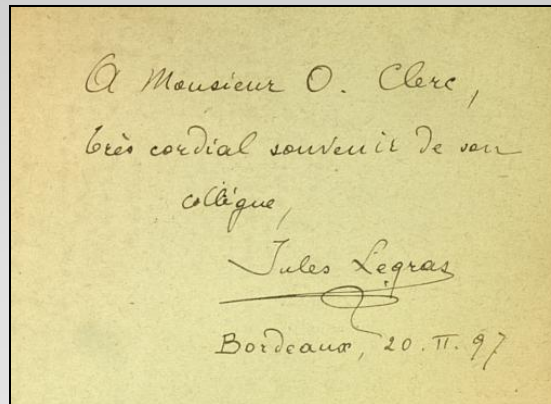 A Monsieur O. Clerc,
très cordial souvenir de son
collègue,
Jules Legras
Bordeaux, 20. II. 97